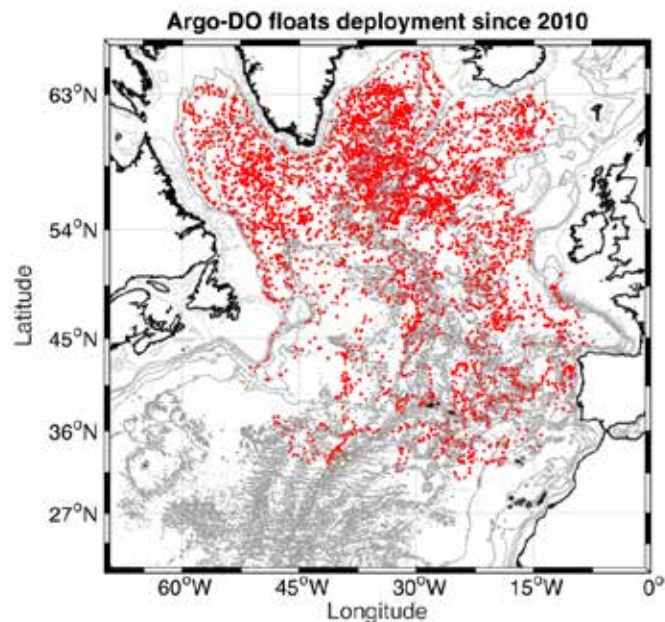 Argo-DO floats deployment since 2010
63°N
54°N
45°N
36°N
27°N
Latitude
60°W 45°W 30°W 15°W 0°
Longitude